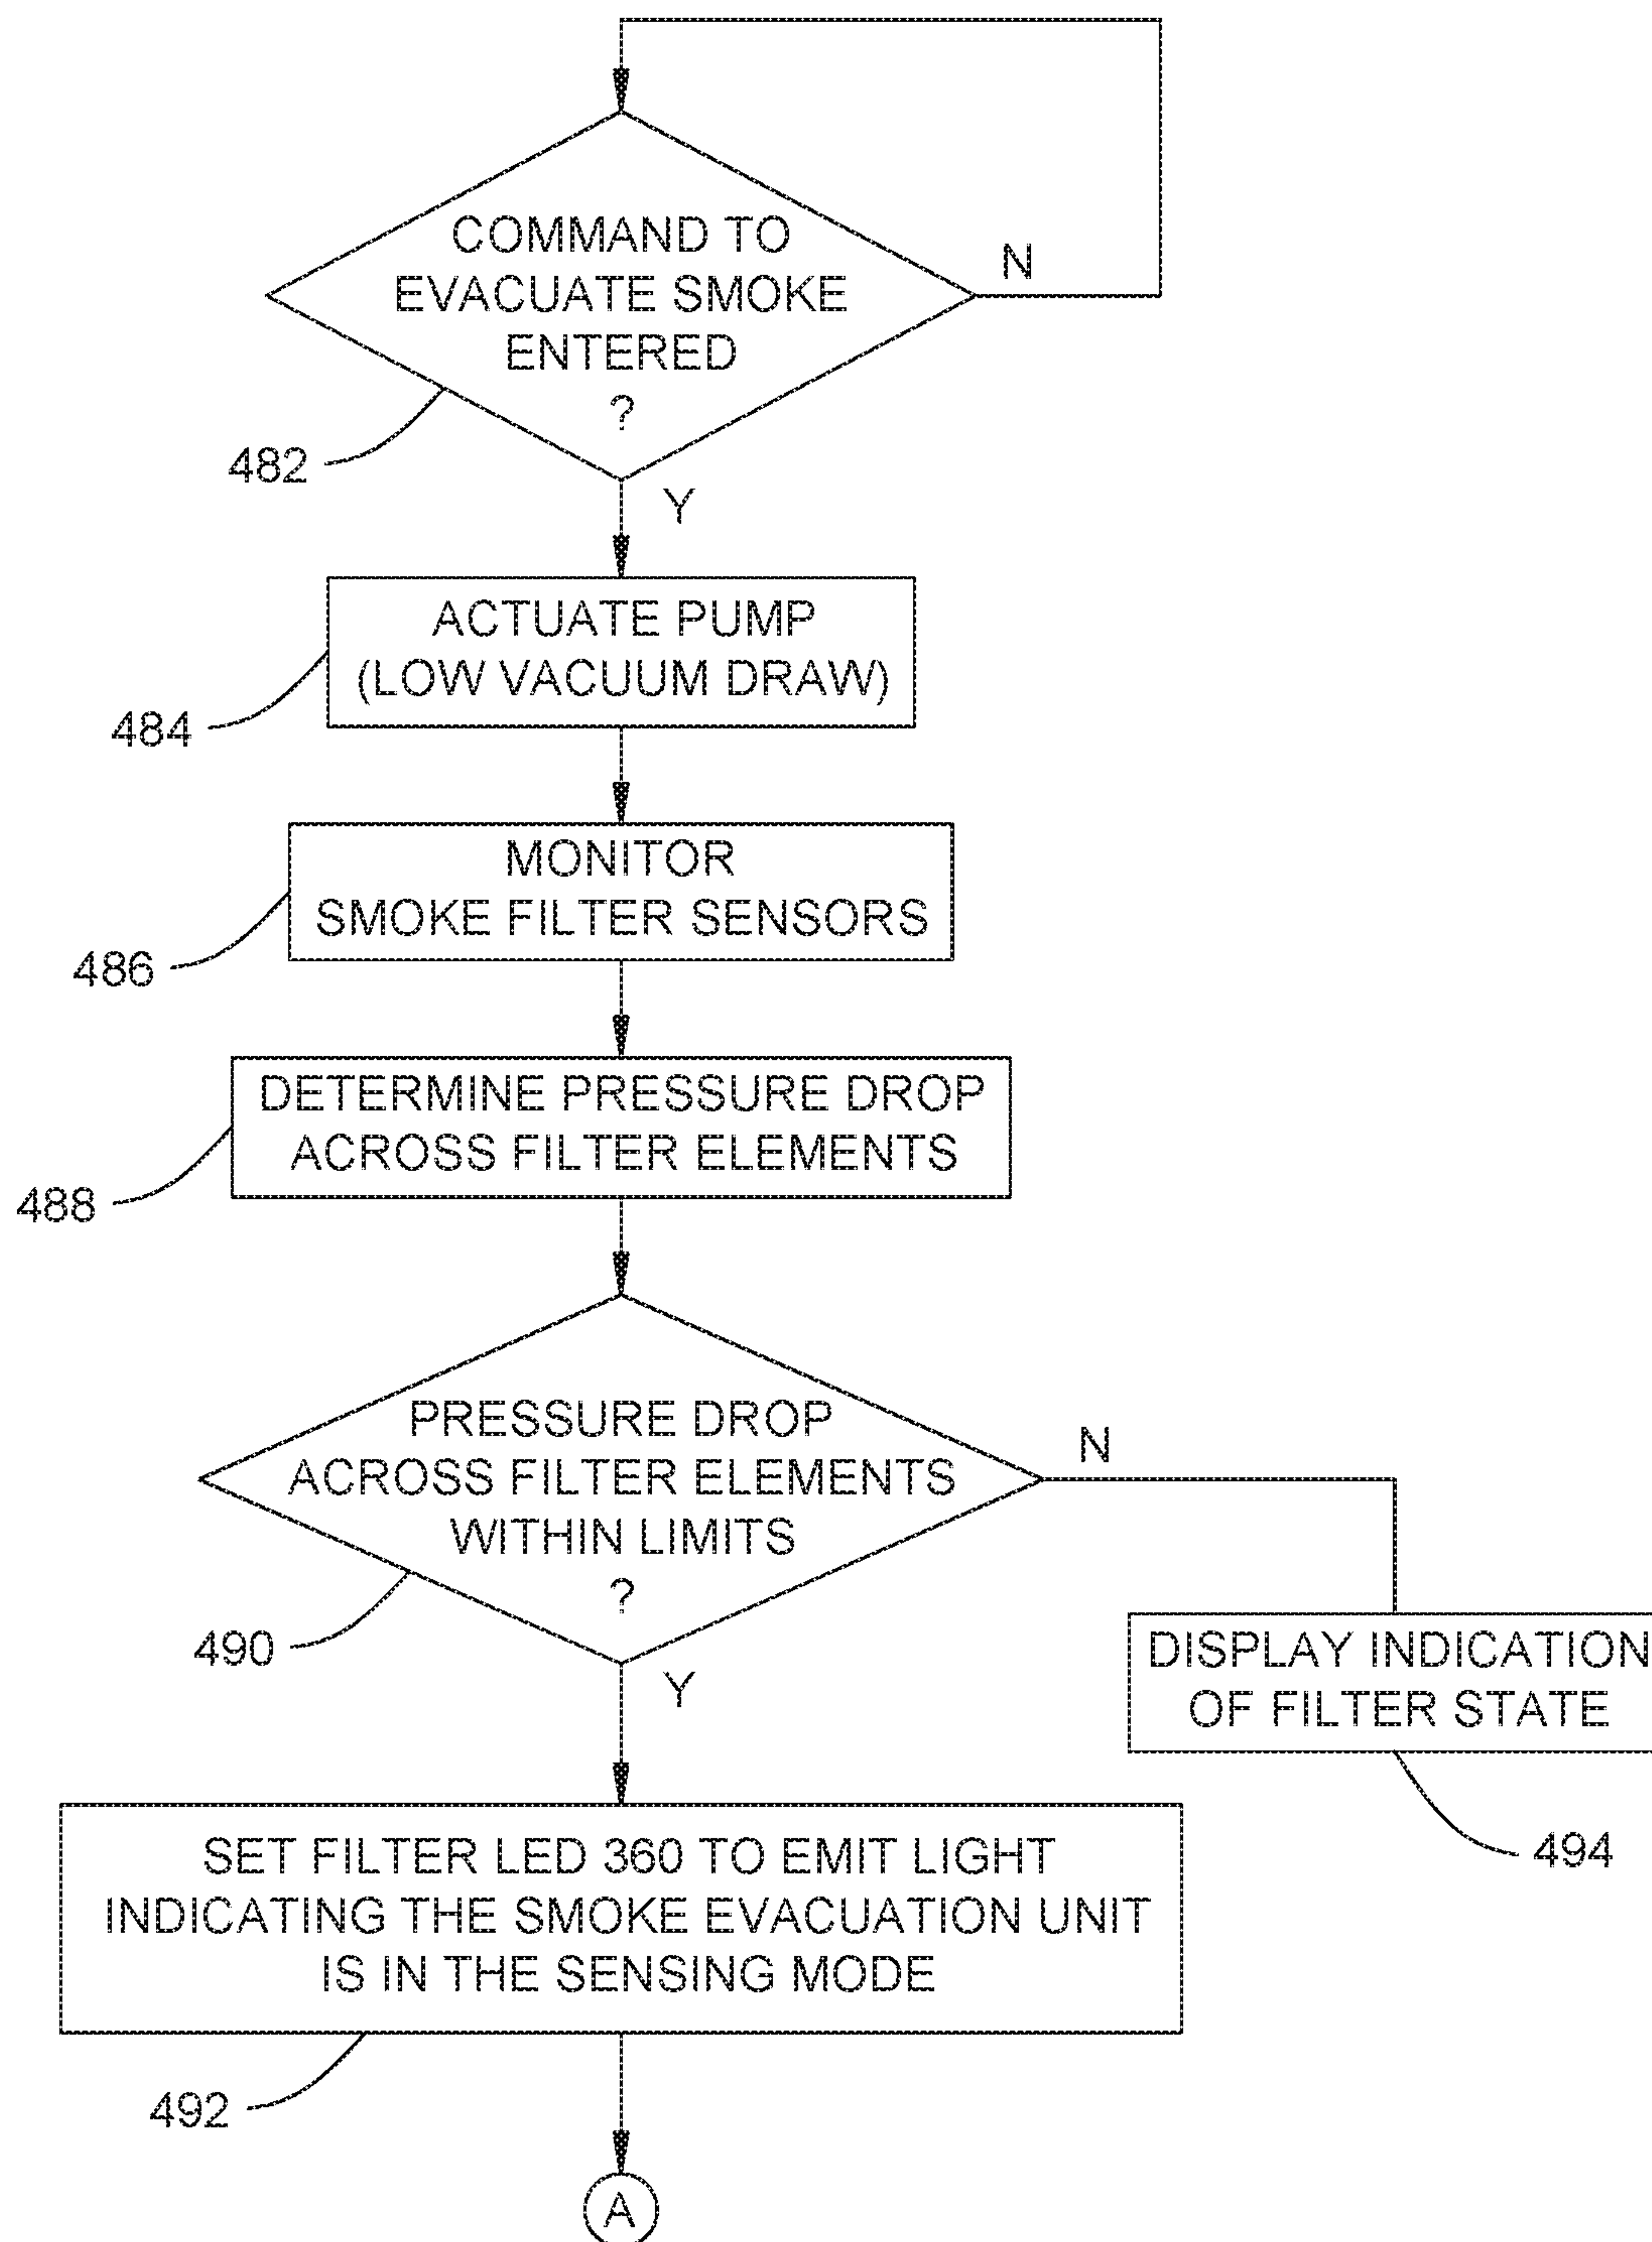 COMMAND TO
EVACUATE SMOKE
ENTERED
?
N
482
Y
ACTUATE PUMP
(LOW VACUUM DRAW)
484
MONITOR
SMOKE FILTER SENSORS
486
DETERMINE PRESSURE DROP
ACROSS FILTER ELEMENTS
488
PRESSURE DROP
ACROSS FILTER ELEMENTS
WITHIN LIMITS
?
N
490
Y
DISPLAY INDICATION
OF FILTER STATE
494
SET FILTER LED 360 TO EMIT LIGHT
INDICATING THE SMOKE EVACUATION UNIT
IS IN THE SENSING MODE
492
A